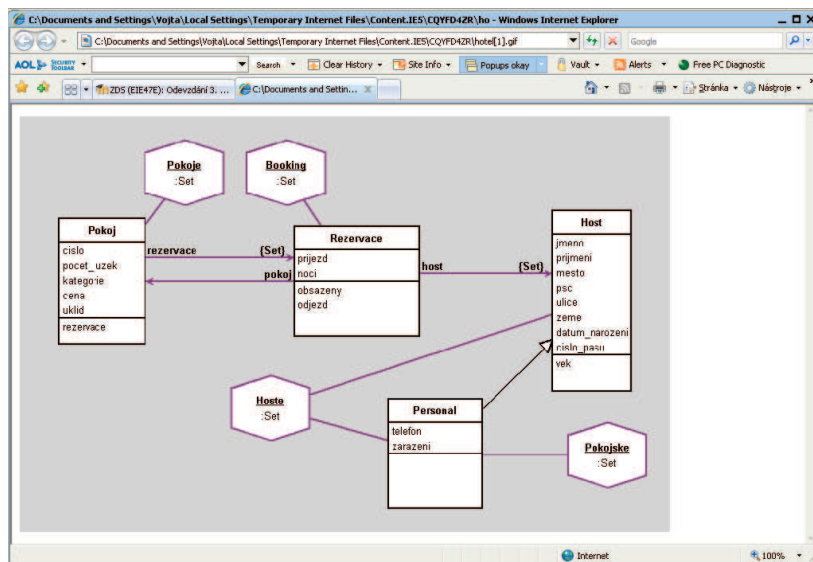 C:\Documents and Settings\Vojta\Local Settings\Temporary Internet Files\Content.IE5\CQYFD4ZR\ho - Windows Internet Explorer
C:\Documents and Settings\Vojta\Local Settings\Temporary Internet Files\Content.IE5\CQYFD4ZR\hotel[1].gif
Google
AOL SECURITY TOOLBAR Search Clear History Site Info Popups okay Vault Alerts Free PC Diagnostic
ZDS (EIE47E): Odevzdání 3. ... C:\Documents and Settin... Stránka Nástroje
Pokoje
:Set
Booking
:Set
Pokoj
cislo
pocet_uzek
kategorie
cena
uklid
rezervace
rezervace {Set}
pokoj
Rezervace
prijezd
noci
obsazeny
odjezd
host {Set}
Host
jmeno
prijmeni
mesto
psc
ulice
zeme
datum_narozeni
cislo_pasu
vek
Hoste
:Set
Personal
telefon
zarazeni
Pokojske
:Set
Internet 100%